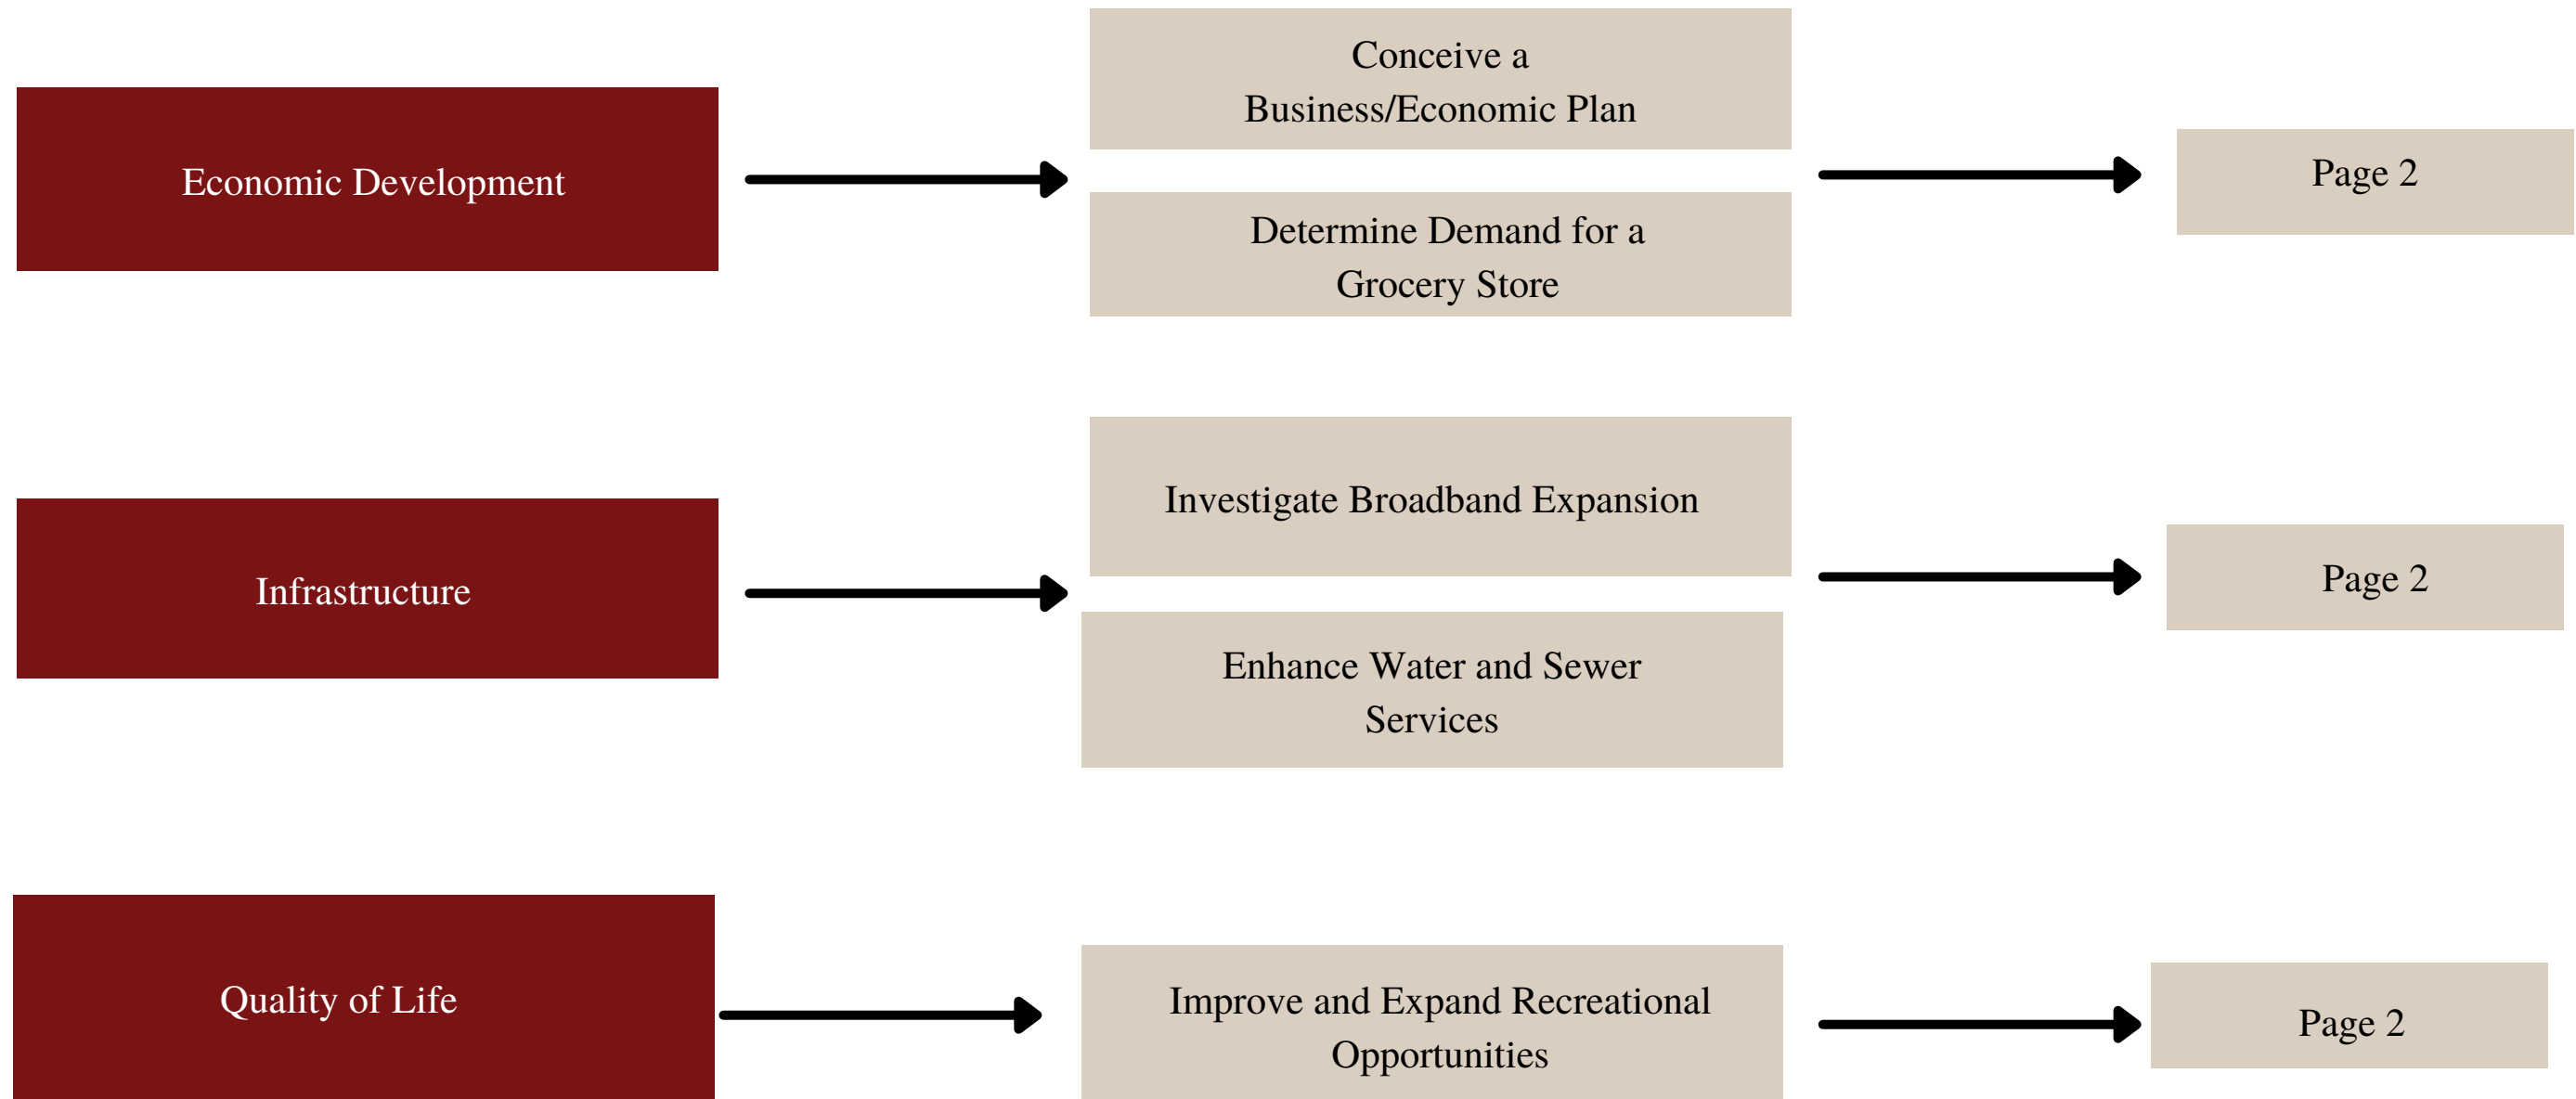 Economic Development
Conceive a
Business/Economic Plan
Determine Demand for a
Grocery Store
Page 2
Infrastructure
Investigate Broadband Expansion
Enhance Water and Sewer
Services
Page 2
Quality of Life
Improve and Expand Recreational
Opportunities
Page 2